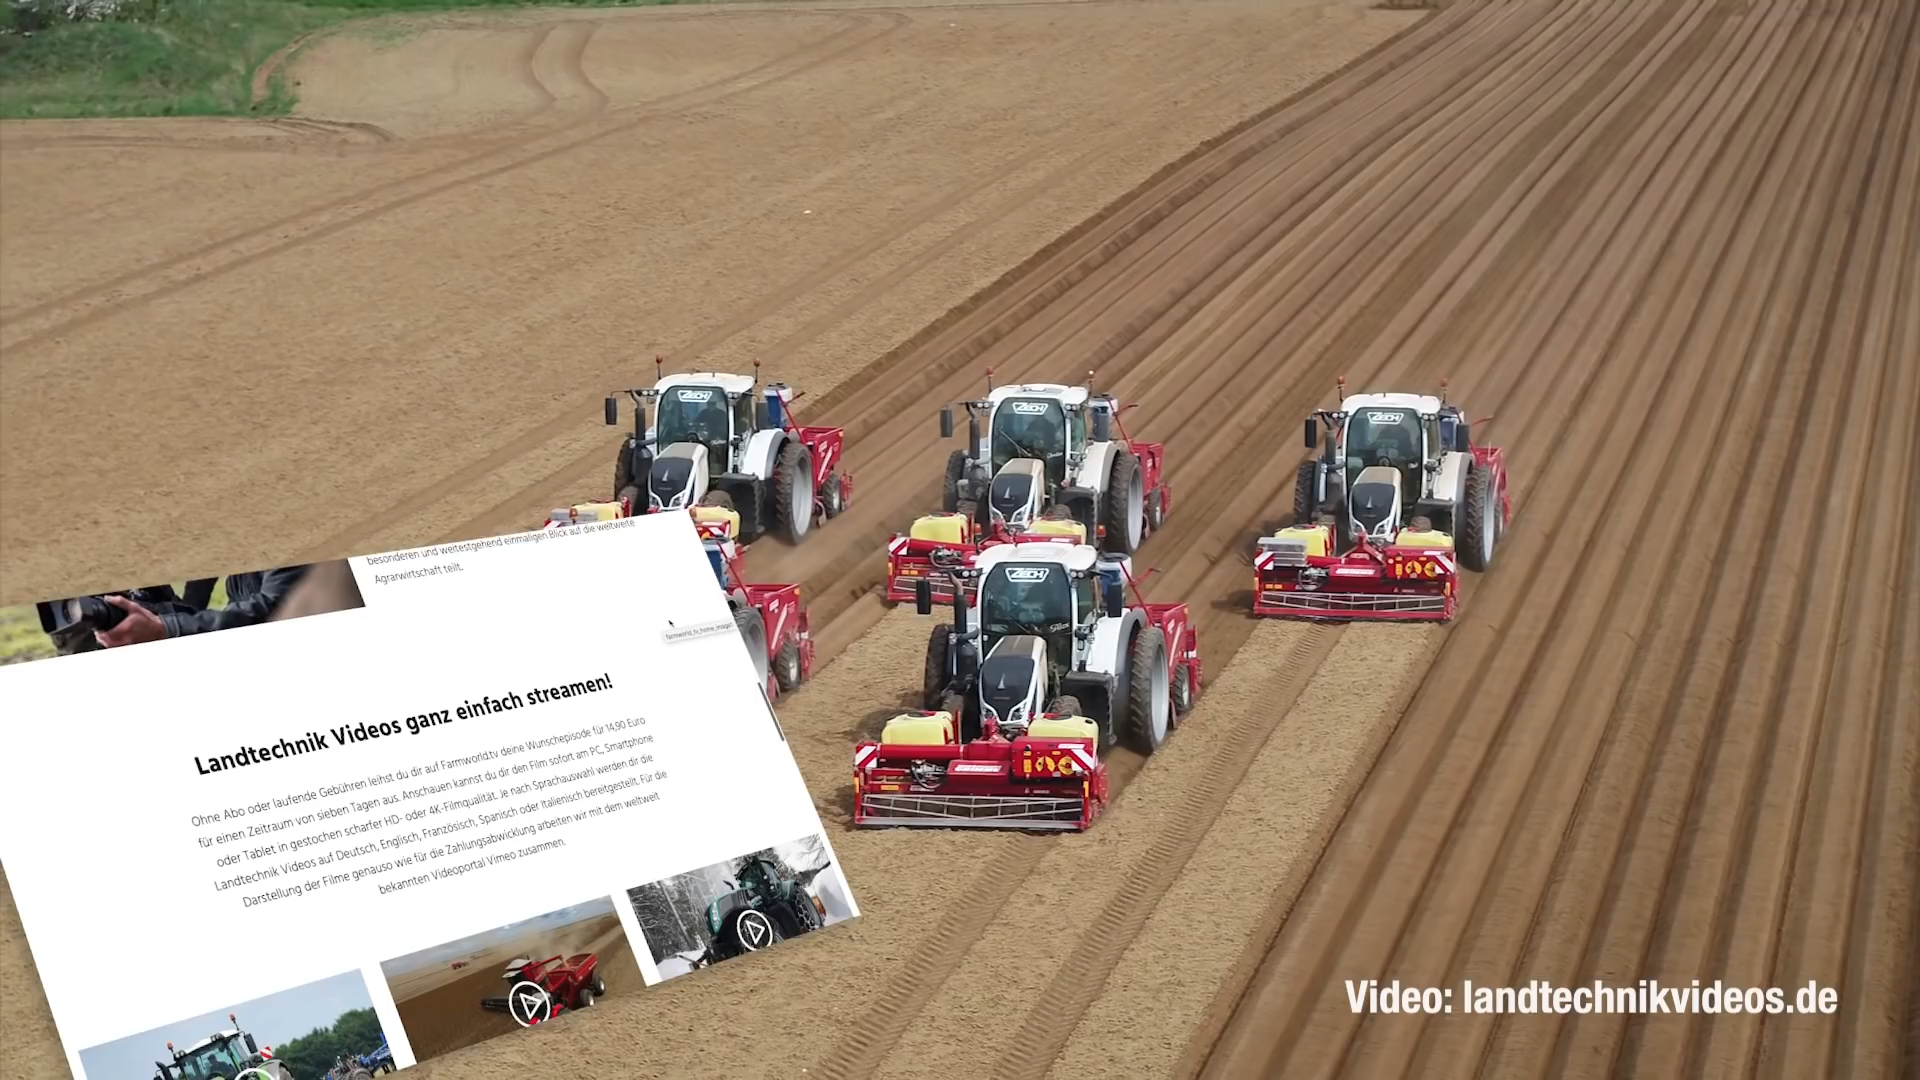 ZECH
ZECH
ZECH
ZECH
besonderen und weitestgehend einmaligen Blick auf die weltweite
Agrarwirtschaft teilt.
Landtechnik Videos ganz einfach streamen!
Ohne Abo oder laufende Gebühren leihst du dir auf Farmworld.tv deine Wunschepisode für 14,90 Euro
für einen Zeitraum von sieben Tagen aus. Anschauen kannst du dir den Film sofort am PC, Smartphone
oder Tablet in gestochen scharfer HD- oder 4K-Filmqualität. Je nach Sprachauswahl werden dir die
Landtechnik Videos auf Deutsch, Englisch, Französisch, Spanisch oder Italienisch bereitgestellt. Für die
Darstellung der Filme genauso wie für die Zahlungsabwicklung arbeiten wir mit dem weltweit
bekannten Videoportal Vimeo zusammen.
Video: landtechnikvideos.de